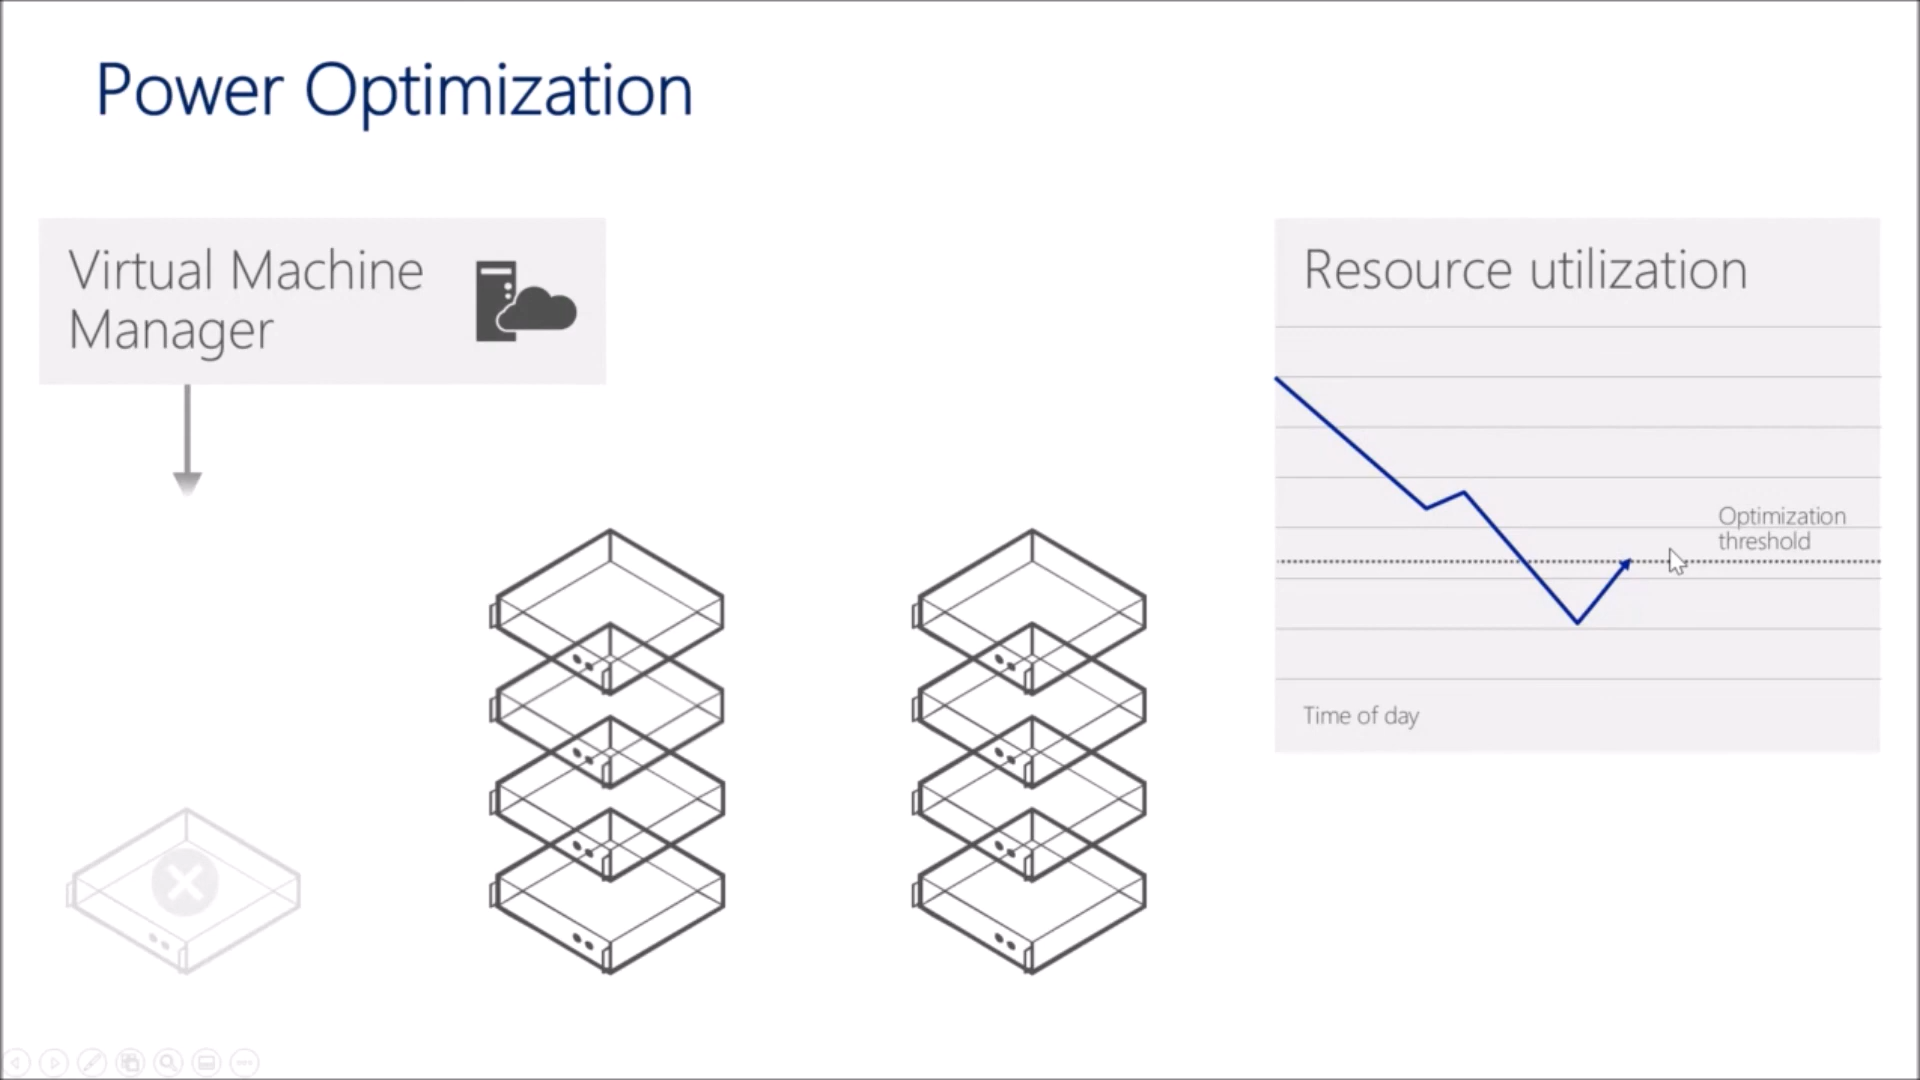 Power Optimization
Virtual Machine
Manager
Resource utilization
Optimization
threshold
Time of day